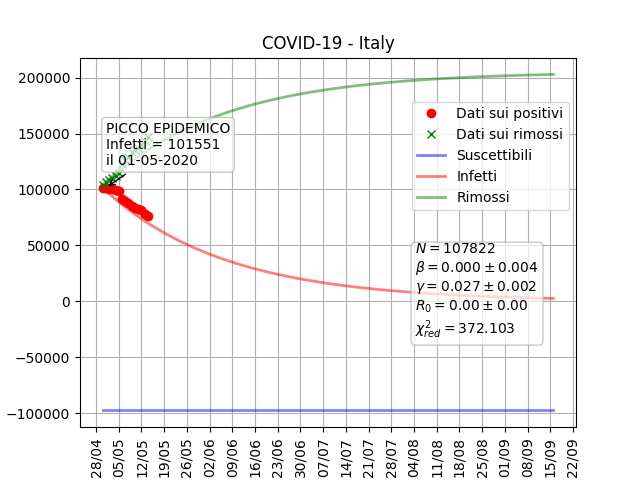 COVID-19 - Italy
200000
150000
100000
50000
0
−50000
−100000
PICCO EPIDEMICO
Infetti = 101551
il 01-05-2020
Dati sui positivi
Dati sui rimossi
Suscettibili
Infetti
Rimossi
N = 107822
β = 0.000 ± 0.004
γ = 0.027 ± 0.002
R₀ = 0.00 ± 0.00
χ²red = 372.103
28/04
05/05
12/05
19/05
26/05
02/06
09/06
16/06
23/06
30/06
07/07
14/07
21/07
28/07
04/08
11/08
18/08
25/08
01/09
08/09
15/09
22/09